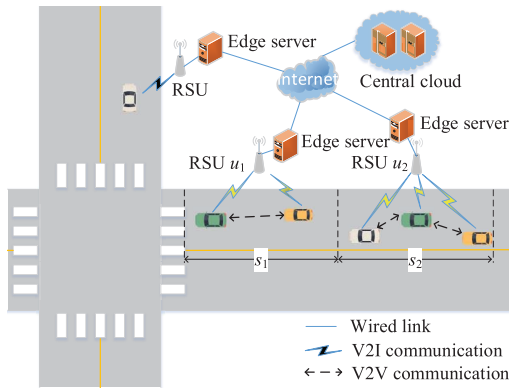 Edge server
RSU
Internet
Central cloud
Edge server
Edge server
RSU u1
RSU u2
s1
s2
Wired link
V2I communication
V2V communication